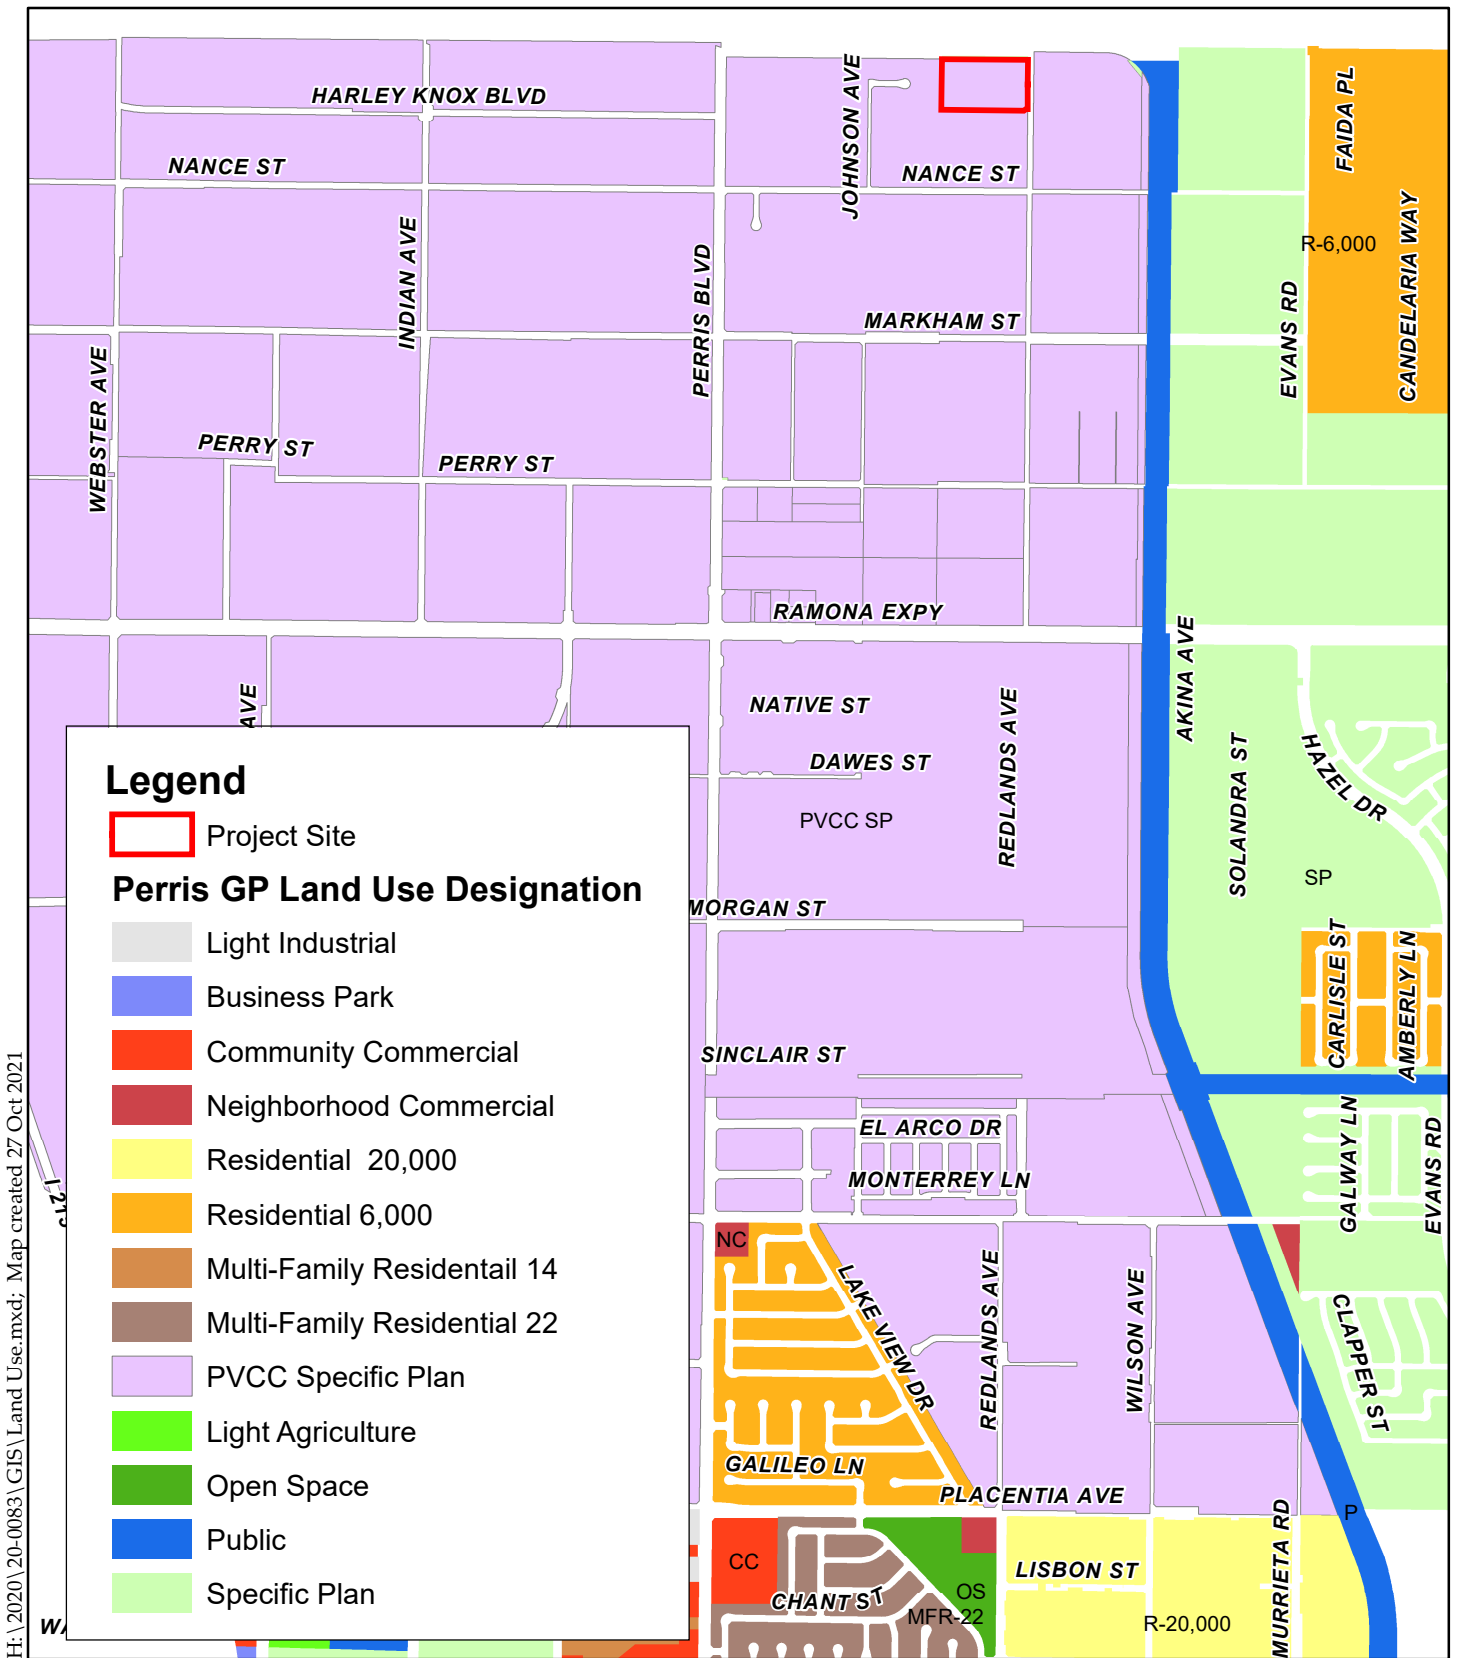 HARLEY KNOX BLVD
JOHNSON AVE
FAIDA PL
NANCE ST
NANCE ST
CANDELARIA WAY
INDIAN AVE
PERRIS BLVD
R-6,000
EVANS RD
MARKHAM ST
WEBSTER AVE
PERRY ST
PERRY ST
RAMONA EXPY
AKINA AVE
AVE
NATIVE ST
REDLANDS AVE
SOLANDRA ST
HAZEL DR
DAWES ST
PVCC SP
SP
MORGAN ST
CARLISLE ST
AMBERLY LN
SINCLAIR ST
EL ARCO DR
GALWAY LN
EVANS RD
MONTERREY LN
NC
LAKE VIEW DR
REDLANDS AVE
WILSON AVE
CLAPPER ST
GALILEO LN
PLACENTIA AVE
P
MURRIETA RD
CC
LISBON ST
CHANT ST
OS
MFR-22
R-20,000
Legend
Project Site
Perris GP Land Use Designation
Light Industrial
Business Park
Community Commercial
Neighborhood Commercial
Residential  20,000
Residential 6,000
Multi-Family Residentail 14
Multi-Family Residential 22
PVCC Specific Plan
Light Agriculture
Open Space
Public
Specific Plan
H:\2020\20-0083\GIS\Land Use.mxd; Map created 27 Oct 2021